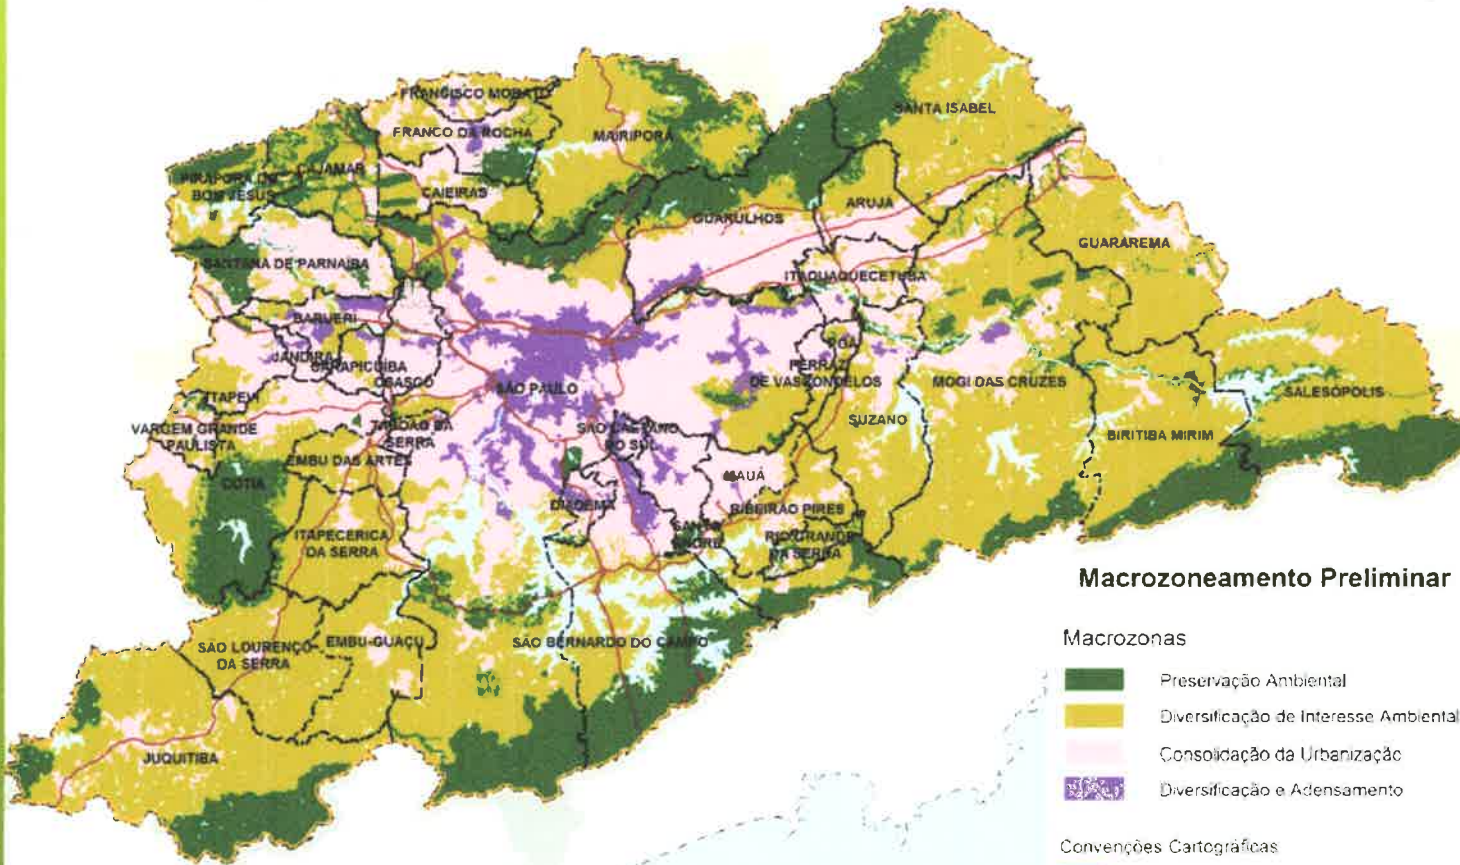 FRANCISCO MORATO
FRANCO DA ROCHA
MAIRIPORÃ
SANTA ISABEL
PIRAPORA DO
BOM JESUS
CAJAMAR
CAIEIRAS
GUARULHOS
ARUJÁ
GUARAREMA
SANTANA DE PARNAÍBA
ITAQUAQUECETUBA
BARUERI
JANDIRA
CARAPICUIBA
OSASCO
POÁ
FERRAZ
DE VASCONCELOS
SÃO PAULO
MOGI DAS CRUZES
SALESÓPOLIS
ITAPEVI
VARGEM GRANDE
PAULISTA
TABOÃO DA
SERRA
SÃO CAETANO
DO SUL
SUZANO
BIRITIBA MIRIM
EMBU DAS ARTES
COTIA
MAUÁ
DIADEMA
RIBEIRÃO PIRES
ITAPECERICA
DA SERRA
SANTO
ANDRÉ
RIO GRANDE
DA SERRA
SÃO LOURENÇO
DA SERRA
EMBU-GUAÇU
SÃO BERNARDO DO CAMPO
JUQUITIBA
Macrozoneamento Preliminar
Macrozonas
Preservação Ambiental
Diversificação de Interesse Ambiental
Consolidação da Urbanização
Diversificação e Adensamento
Convenções Cartográficas